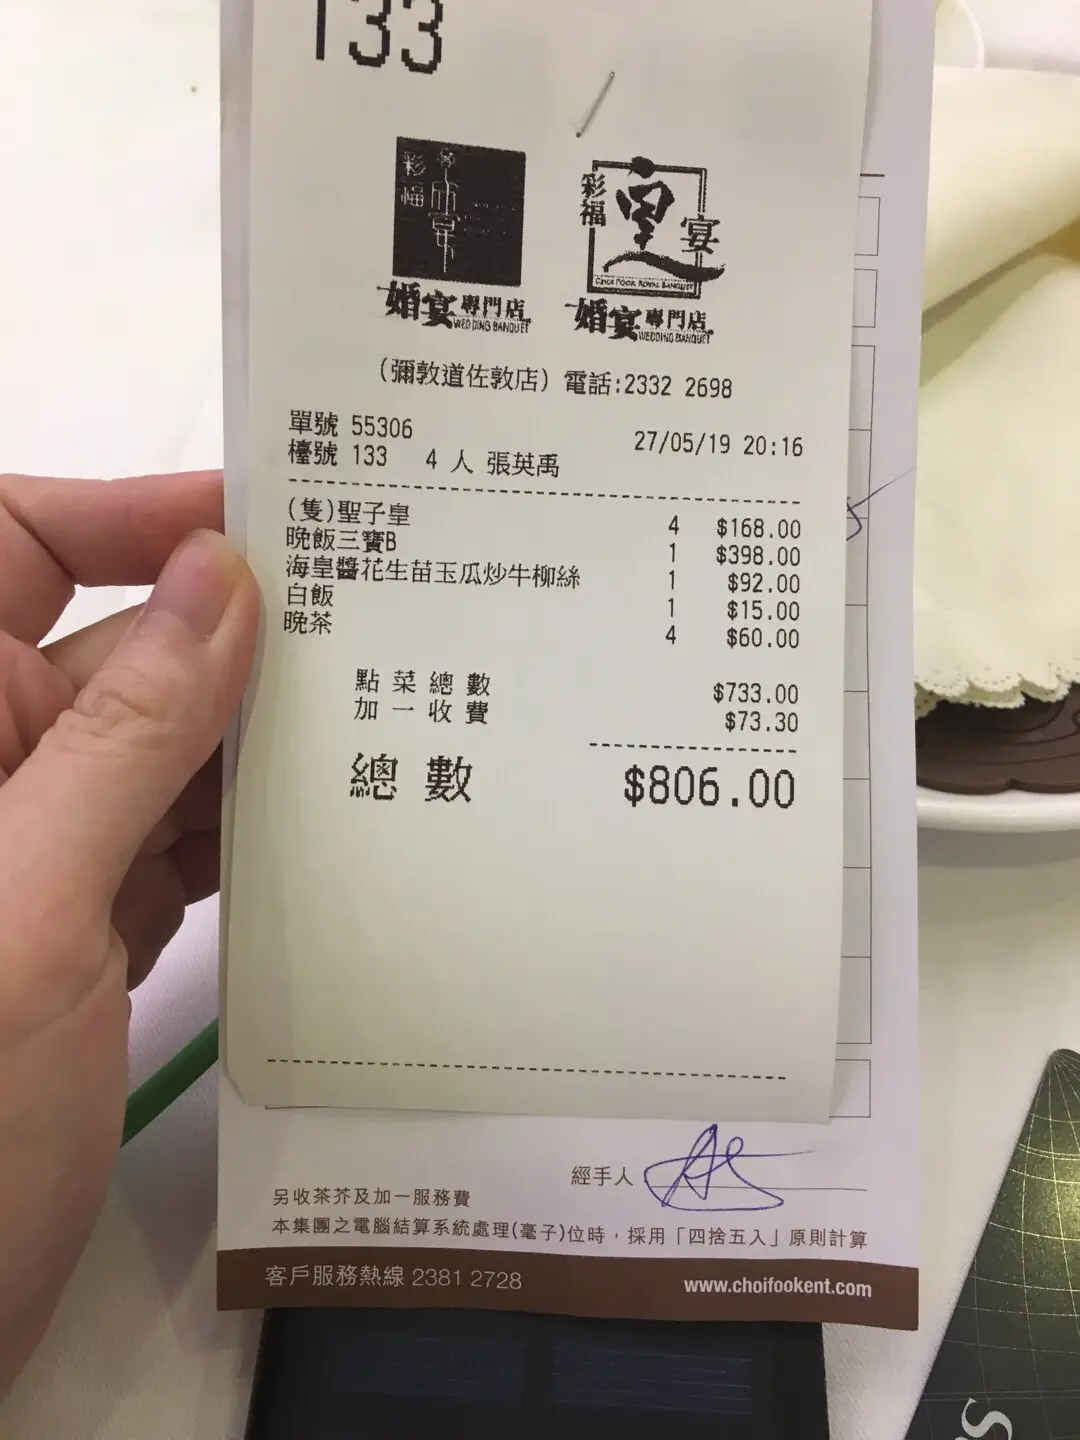 133
彩福
宴
婚宴專門店
WEDDING BANQUET
彩福
皇
宴
CHOI FOOK ROYAL BANQUET
婚宴專門店
WEDDING BANQUET
(彌敦道佐敦店) 電話:2332 2698
單號 55306 27/05/19 20:16
檯號 133 4 人 張英禹
(隻)聖子皇 4 $168.00
晚飯三寶B 1 $398.00
海皇醬花生苗玉瓜炒牛柳絲 1 $92.00
白飯 1 $15.00
晚茶 4 $60.00
點菜總數 $733.00
加一收費 $73.30
總數 $806.00
經手人
另收茶芥及加一服務費
本集團之電腦結算系統處理(毫子)位時，採用「四捨五入」原則計算
客戶服務熱線 2381 2728
www.choifookent.com